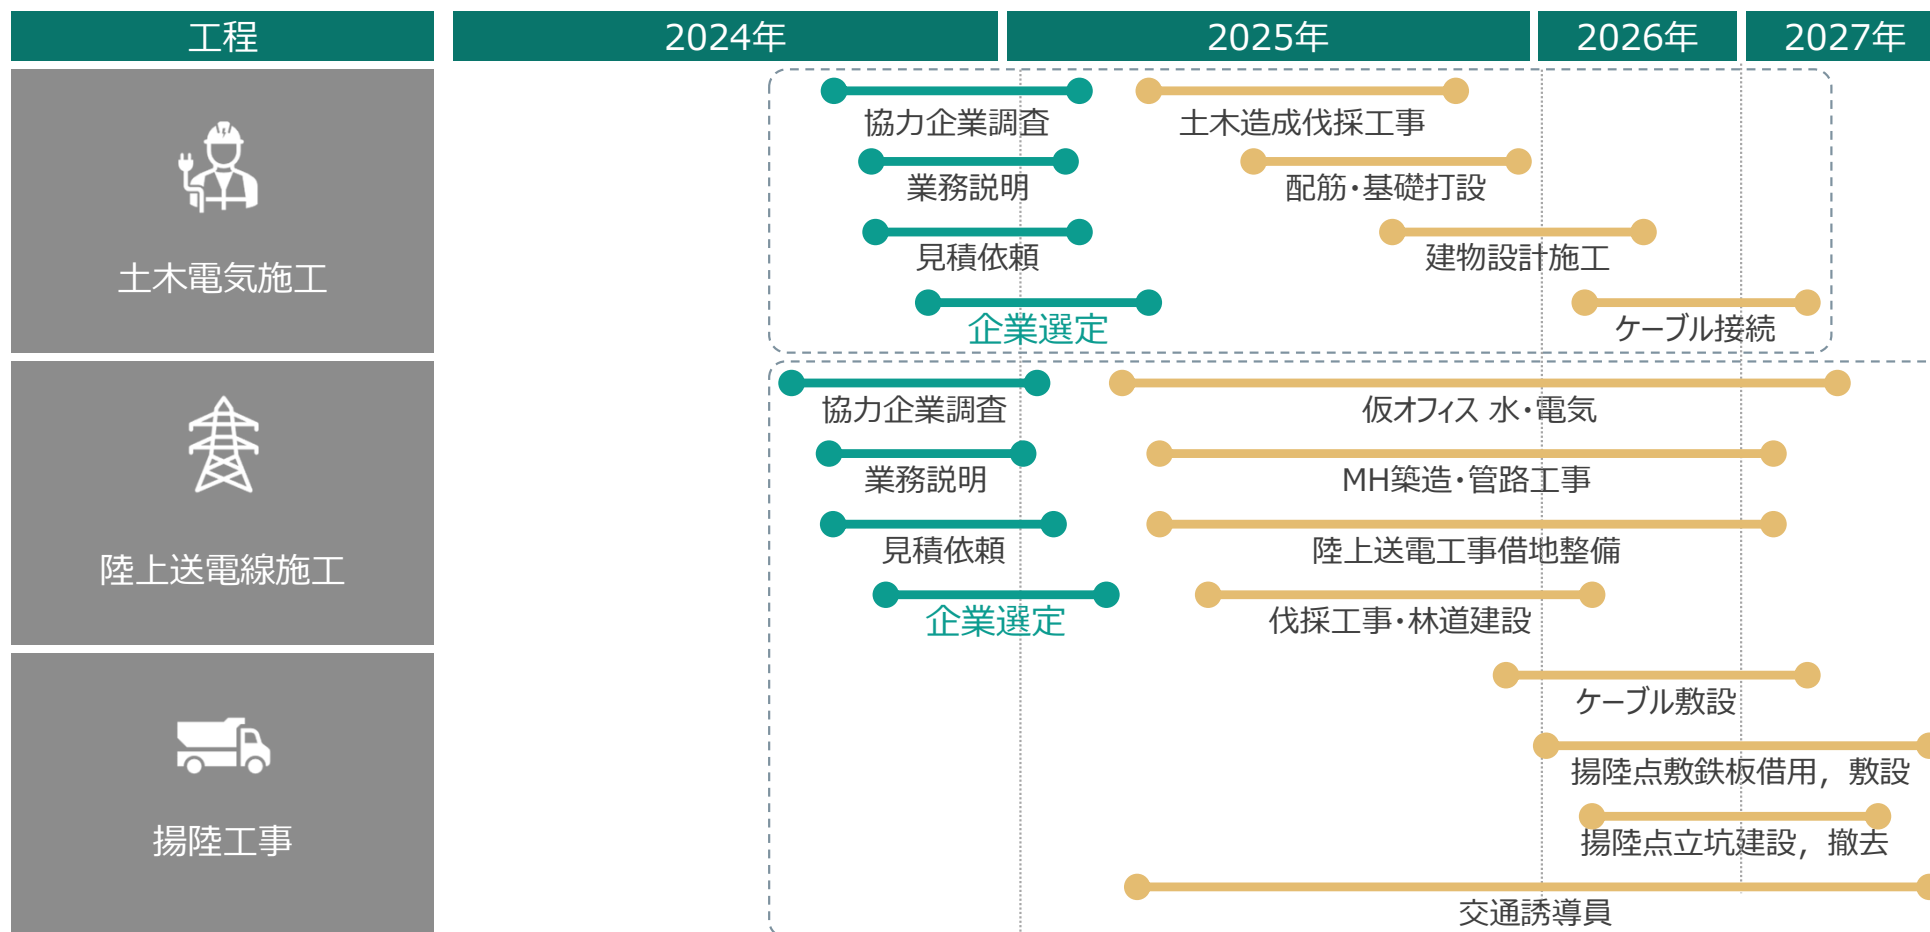 工程
2024年
2025年
2026年
2027年
土木電気施工
協力企業調査
土木造成伐採工事
業務説明
配筋・基礎打設
見積依頼
建物設計施工
企業選定
ケーブル接続
陸上送電線施工
協力企業調査
仮オフィス 水・電気
業務説明
MH築造・管路工事
見積依頼
陸上送電工事借地整備
企業選定
伐採工事・林道建設
揚陸工事
ケーブル敷設
揚陸点敷鉄板借用，敷設
揚陸点立坑建設，撤去
交通誘導員